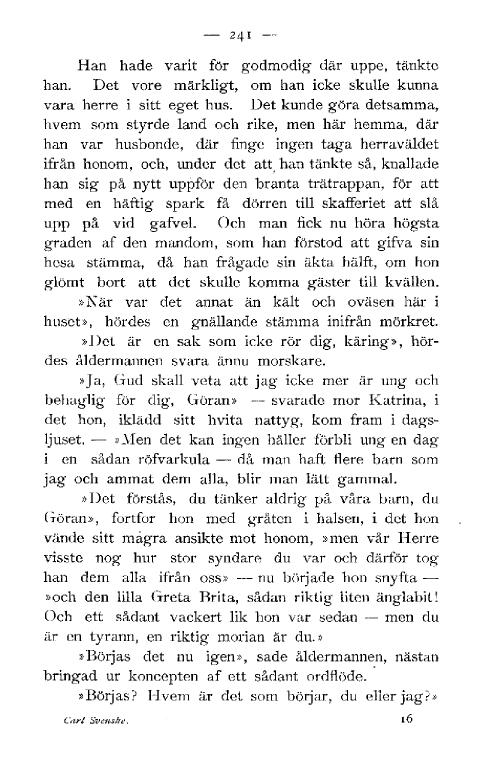 — 241 —
Han hade varit för godmodig där uppe, tänkte
han. Det vore märkligt, om han icke skulle kunna
vara herre i sitt eget hus. Det kunde göra detsamma,
hvem som styrde land och rike, men här hemma, där
han var husbonde, där finge ingen taga herraväldet
ifrån honom, och, under det att han tänkte så, knallade
han sig på nytt uppför den branta trätrappan, för att
med en häftig spark få dörren till skafferiet att slå
upp på vid gafvel. Och man fick nu höra högsta
graden af den mandom, som han förstod att gifva sin
hesa stämma, då han frågade sin äkta hälft, om hon
glömt bort att det skulle komma gäster till kvällen.
»När var det annat än kält och oväsen här i
huset», hördes en gnällande stämma inifrån mörkret.
»Det är en sak som icke rör dig, käring», hör-
des åldermannen svara ännu morskare.
»Ja, Gud skall veta att jag icke mer är ung och
behaglig för dig, Göran» — svarade mor Katrina, i
det hon, iklädd sitt hvita nattyg, kom fram i dags-
ljuset. — »Men det kan ingen häller förbli ung en dag
i en sådan röfvarkula — då man haft flere barn som
jag och ammat dem alla, blir man lätt gammal.
»Det förstås, du tänker aldrig på våra barn, du
Göran», fortfor hon med gråten i halsen, i det hon
vände sitt magra ansikte mot honom, »men vår Herre
visste nog hur stor syndare du var och därför tog
han dem alla ifrån oss» — nu började hon snyfta —
»och den lilla Greta Brita, sådan riktig liten änglabit!
Och ett sådant vackert lik hon var sedan — men du
är en tyrann, en riktig morian är du.»
»Börjas det nu igen», sade åldermannen, nästan
bringad ur koncepten af ett sådant ordflöde.
»Börjas? Hvem är det som börjar, du eller jag?»
Carl Svenske. 16